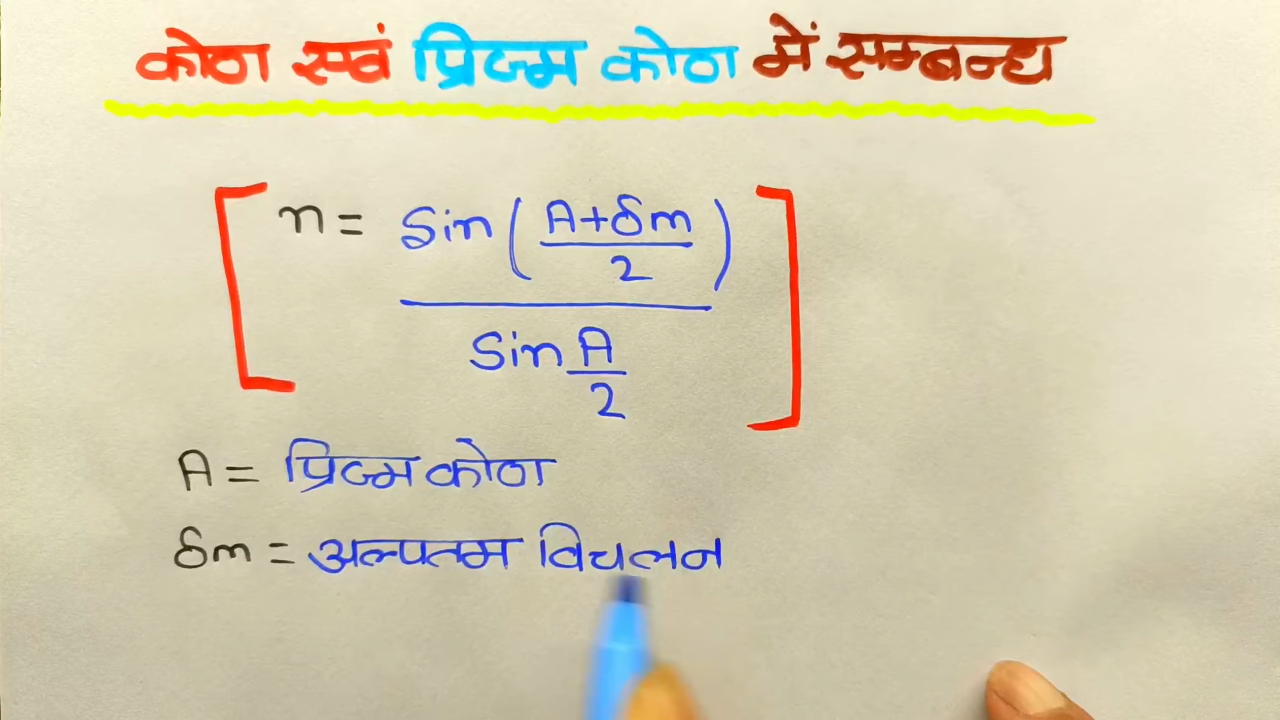 कोण एवं प्रिज्म कोण में सम्बन्ध
n = sin(A+δm/2) / sin A/2
A = प्रिज्म कोण
δm = अल्पतम विचलन